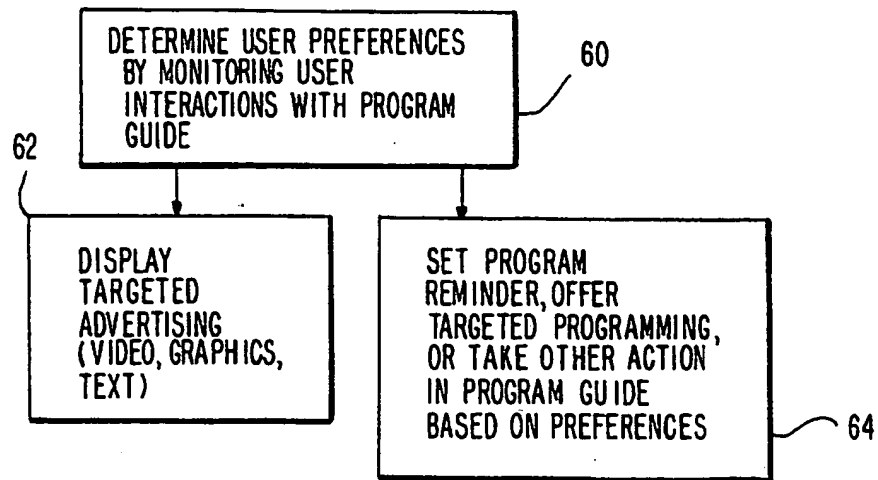 DETERMINE USER PREFERENCES
BY MONITORING USER
INTERACTIONS WITH PROGRAM
GUIDE
60
62
DISPLAY
TARGETED
ADVERTISING
(VIDEO, GRAPHICS,
TEXT)
SET PROGRAM
REMINDER, OFFER
TARGETED PROGRAMMING,
OR TAKE OTHER ACTION
IN PROGRAM GUIDE
BASED ON PREFERENCES
64